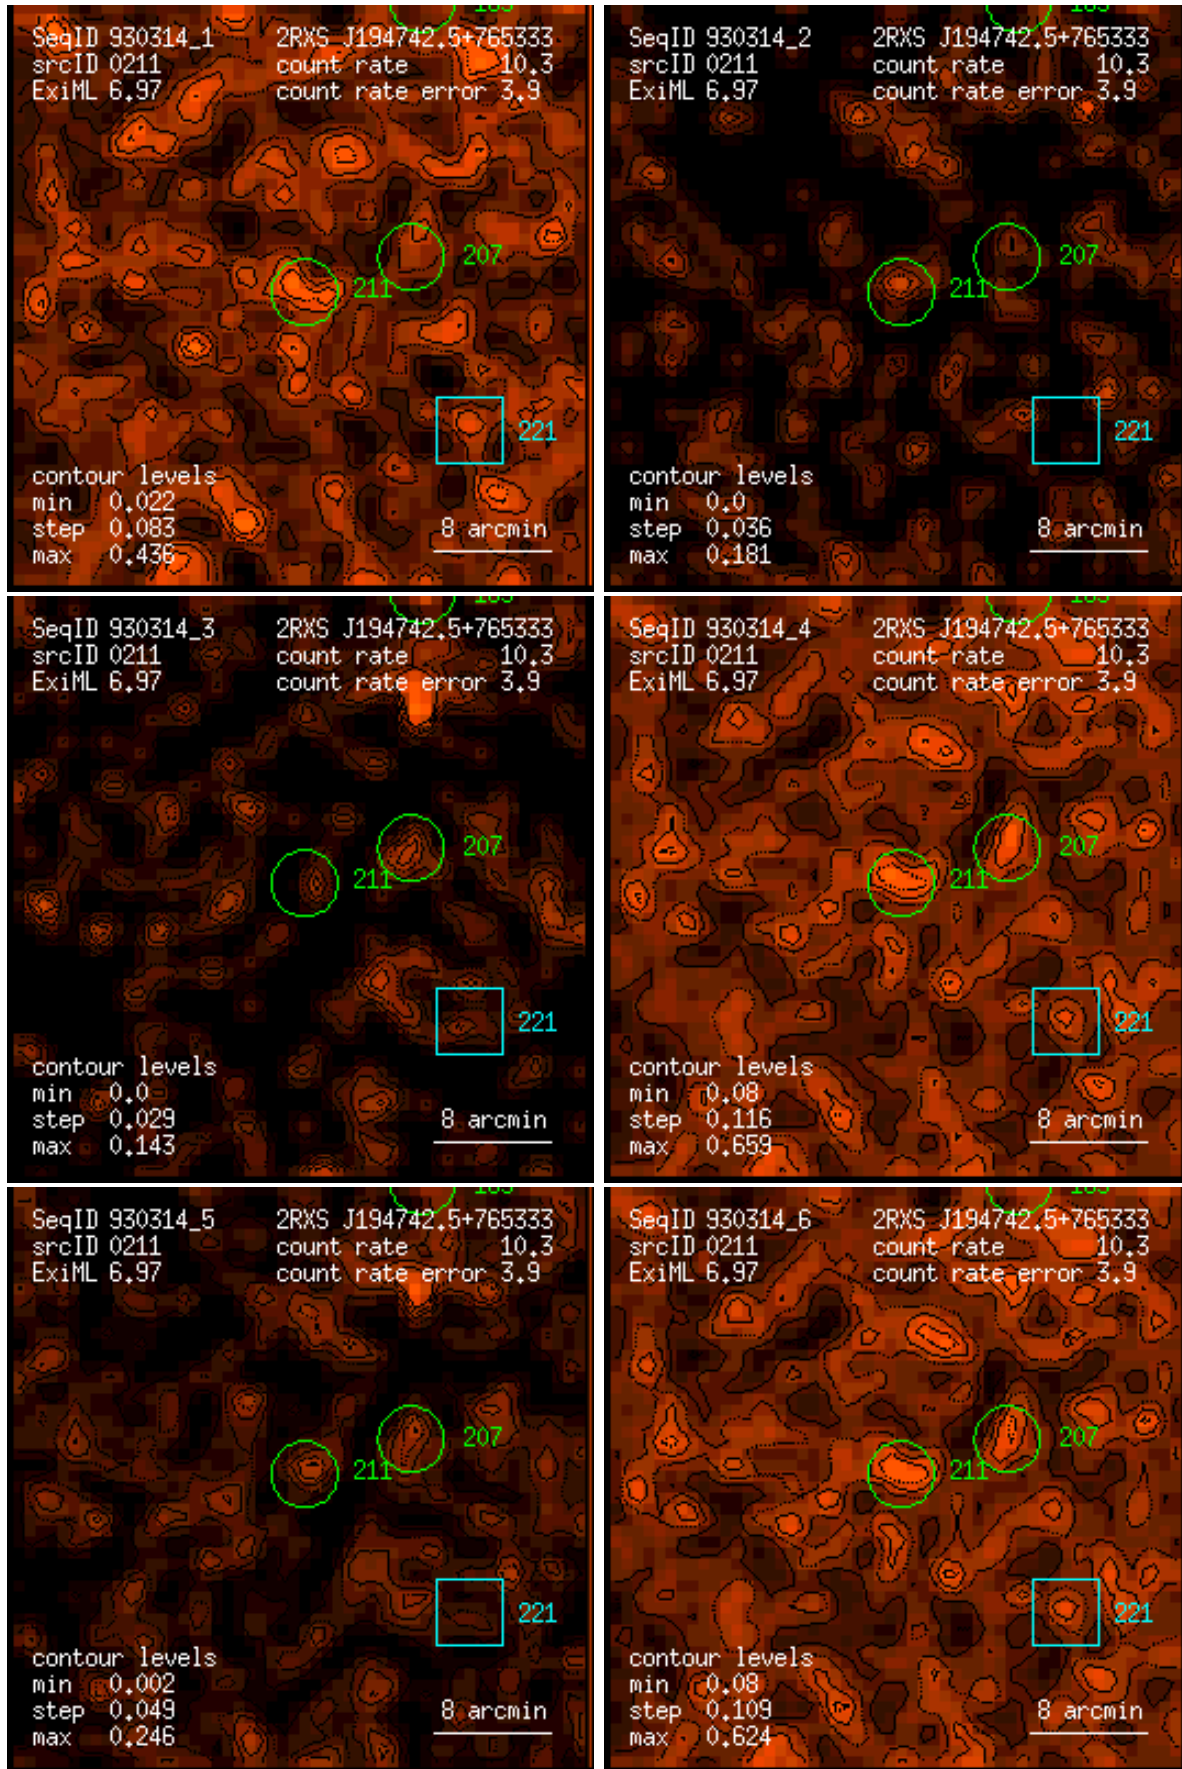 SeqID 930314_1 2RXS J194742.5+765333
srcID 0211 count rate 10.3
ExiML 6.97 count rate error 3.9
207
211
221
contour levels
min 0.022
step 0.083 8 arcmin
max 0.436
SeqID 930314_2 2RXS J194742.5+765333
srcID 0211 count rate 10.3
ExiML 6.97 count rate error 3.9
207
211
221
contour levels
min 0.0
step 0.036 8 arcmin
max 0.181
SeqID 930314_3 2RXS J194742.5+765333
srcID 0211 count rate 10.3
ExiML 6.97 count rate error 3.9
207
211
221
contour levels
min 0.0
step 0.029 8 arcmin
max 0.143
SeqID 930314_4 2RXS J194742.5+765333
srcID 0211 count rate 10.3
ExiML 6.97 count rate error 3.9
207
211
221
contour levels
min 0.08
step 0.116 8 arcmin
max 0.659
SeqID 930314_5 2RXS J194742.5+765333
srcID 0211 count rate 10.3
ExiML 6.97 count rate error 3.9
207
211
221
contour levels
min 0.002
step 0.049 8 arcmin
max 0.246
SeqID 930314_6 2RXS J194742.5+765333
srcID 0211 count rate 10.3
ExiML 6.97 count rate error 3.9
207
211
221
contour levels
min 0.08
step 0.109 8 arcmin
max 0.624